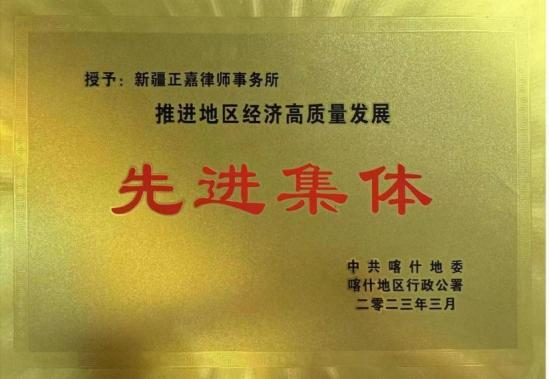 授予：新疆正嘉律师事务所
推进地区经济高质量发展
先进集体
中共喀什地委
喀什地区行政公署
二零二三年三月